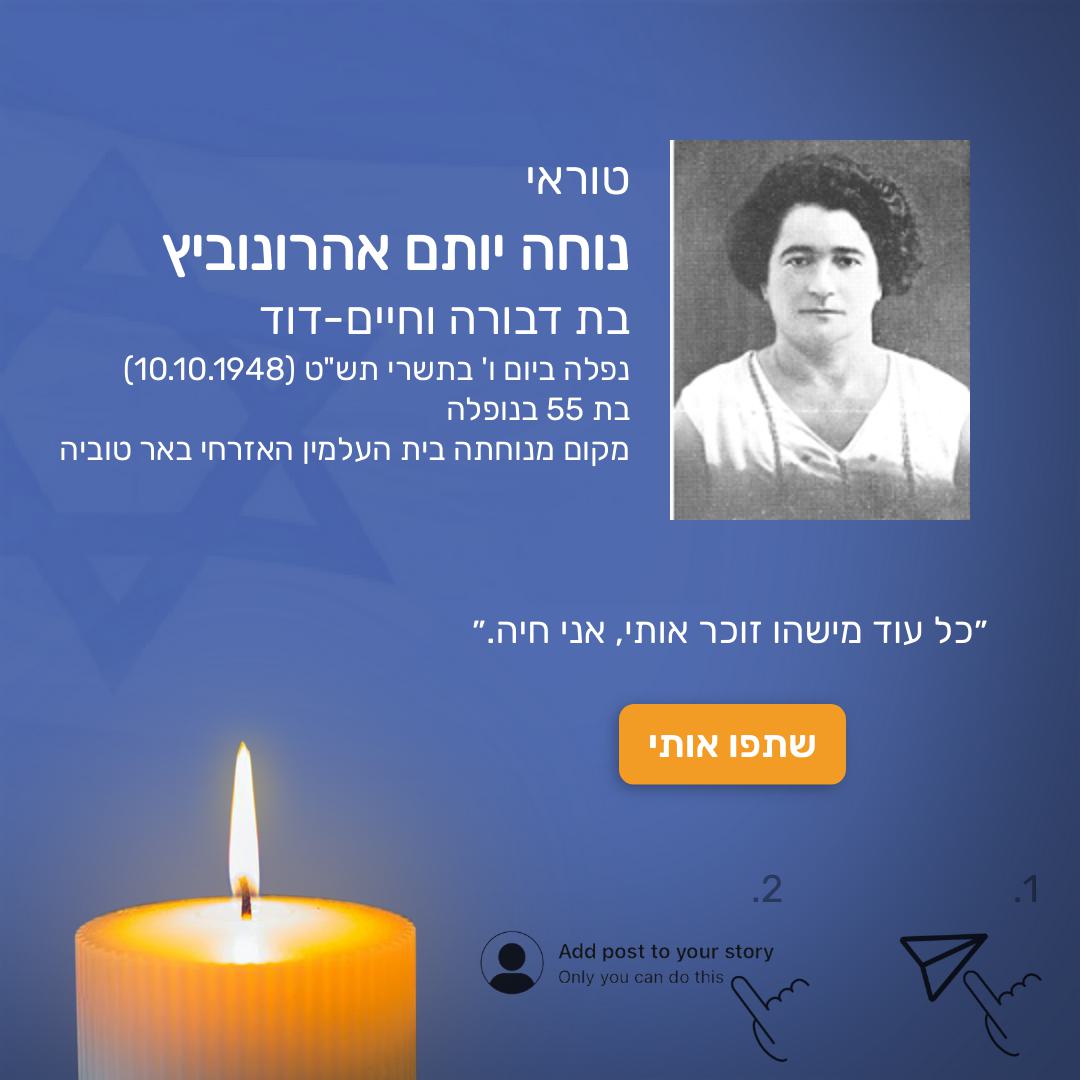 טוראי
נוחה יותם אהרונוביץ
בת דבורה וחיים-דוד
נפלה ביום ו' בתשרי תש"ט (10.10.1948)
בת 55 בנופלה
מקום מנוחתה בית העלמין האזרחי באר טוביה
״כל עוד מישהו זוכר אותי, אני חיה.״
שתפו אותי
1.
2.
Add post to your story
Only you can do this